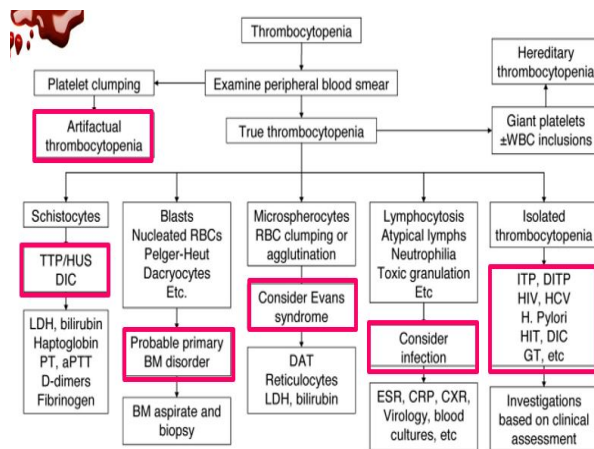 Thrombocytopenia
Hereditary
thrombocytopenia
Platelet clumping
Examine peripheral blood smear
Artifactual
thrombocytopenia
True thrombocytopenia
Giant platelets
±WBC inclusions
Schistocytes
TTP/HUS
DIC
LDH, bilirubin
Haptoglobin
PT, aPTT
D-dimers
Fibrinogen
Blasts
Nucleated RBCs
Pelger-Heut
Dacryocytes
Etc.
Probable primary
BM disorder
BM aspirate and
biopsy
Microspherocytes
RBC clumping or
agglutination
Consider Evans
syndrome
DAT
Reticulocytes
LDH, bilirubin
Lymphocytosis
Atypical lymphs
Neutrophilia
Toxic granulation
Etc
Consider
infection
ESR, CRP, CXR,
Virology, blood
cultures, etc
Isolated
thrombocytopenia
ITP, DITP
HIV, HCV
H. Pylori
HIT, DIC
GT, etc
Investigations
based on clinical
assessment